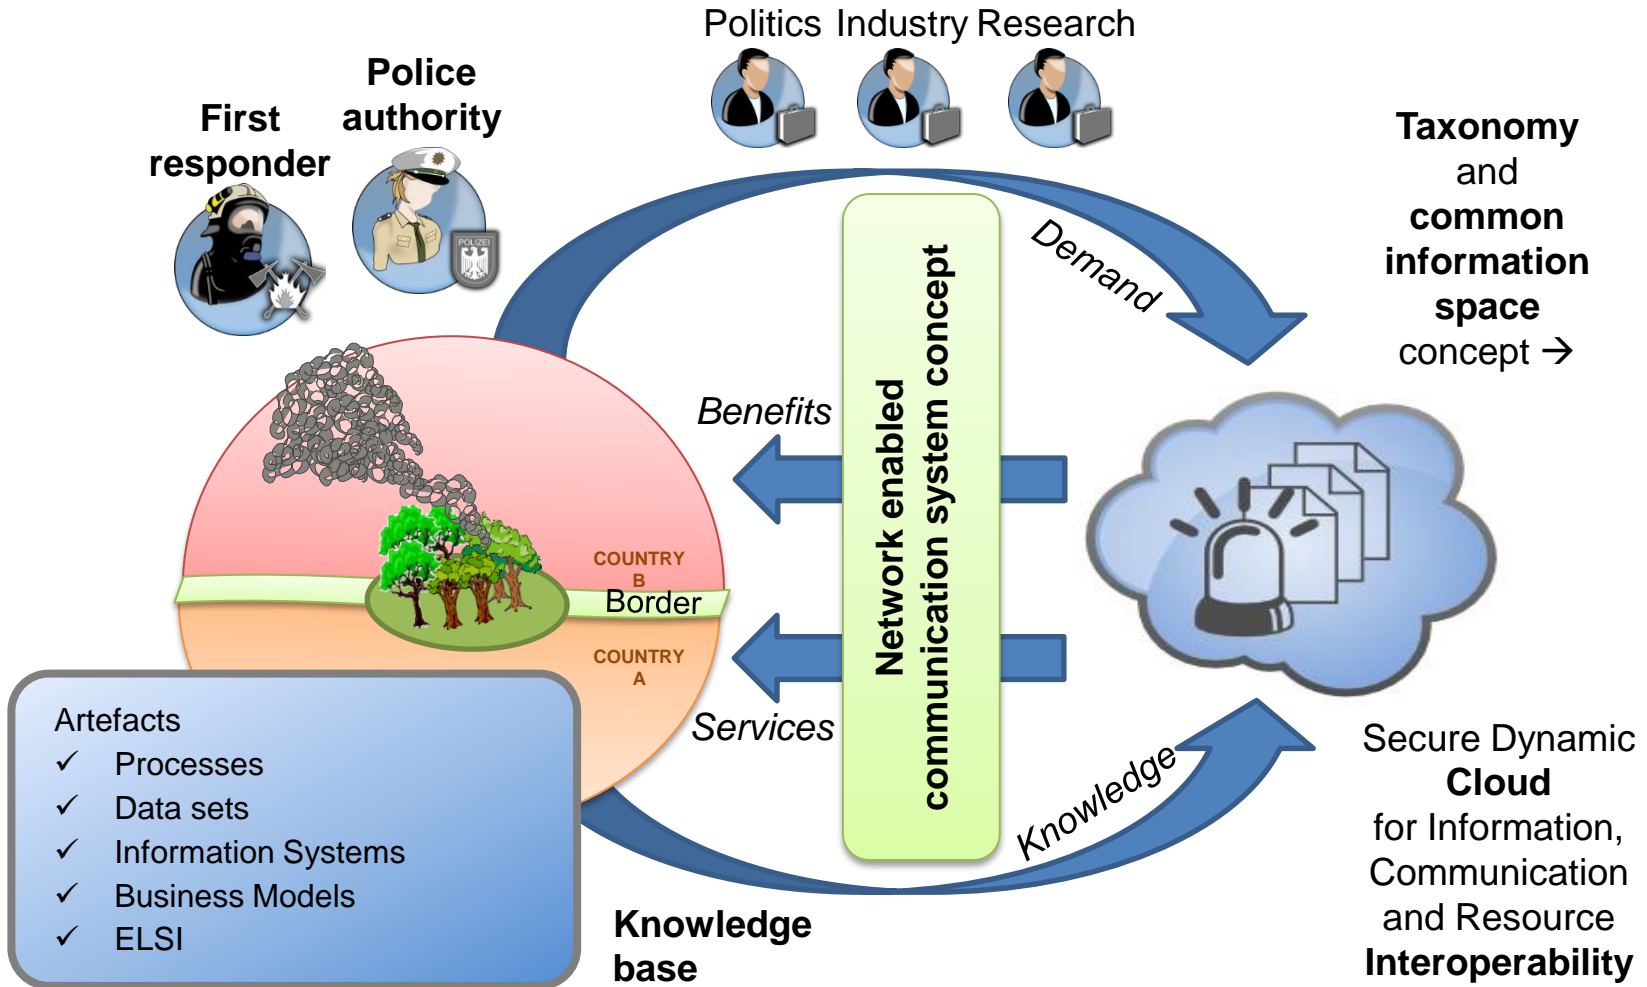 Politics Industry Research
Police
authority
First
responder
POLIZEI
Taxonomy
and
common
information
space
concept →
Demand
Benefits
Network enabled
communication system concept
COUNTRY
B
Border
COUNTRY
A
Services
Knowledge
Artefacts
✓ Processes
✓ Data sets
✓ Information Systems
✓ Business Models
✓ ELSI
Knowledge
base
Secure Dynamic
Cloud
for Information,
Communication
and Resource
Interoperability